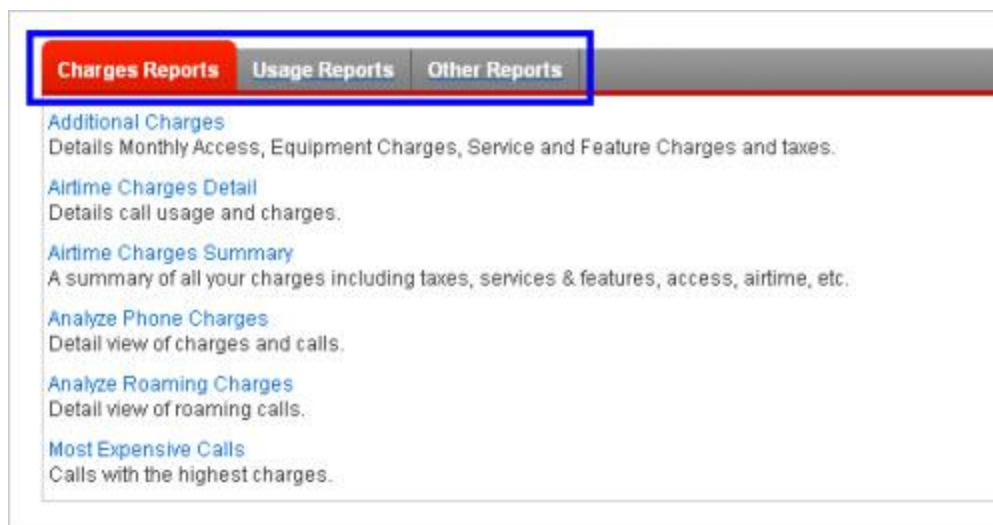 Charges Reports Usage Reports Other Reports
Additional Charges
Details Monthly Access, Equipment Charges, Service and Feature Charges and taxes.
Airtime Charges Detail
Details call usage and charges.
Airtime Charges Summary
A summary of all your charges including taxes, services & features, access, airtime, etc.
Analyze Phone Charges
Detail view of charges and calls.
Analyze Roaming Charges
Detail view of roaming calls.
Most Expensive Calls
Calls with the highest charges.